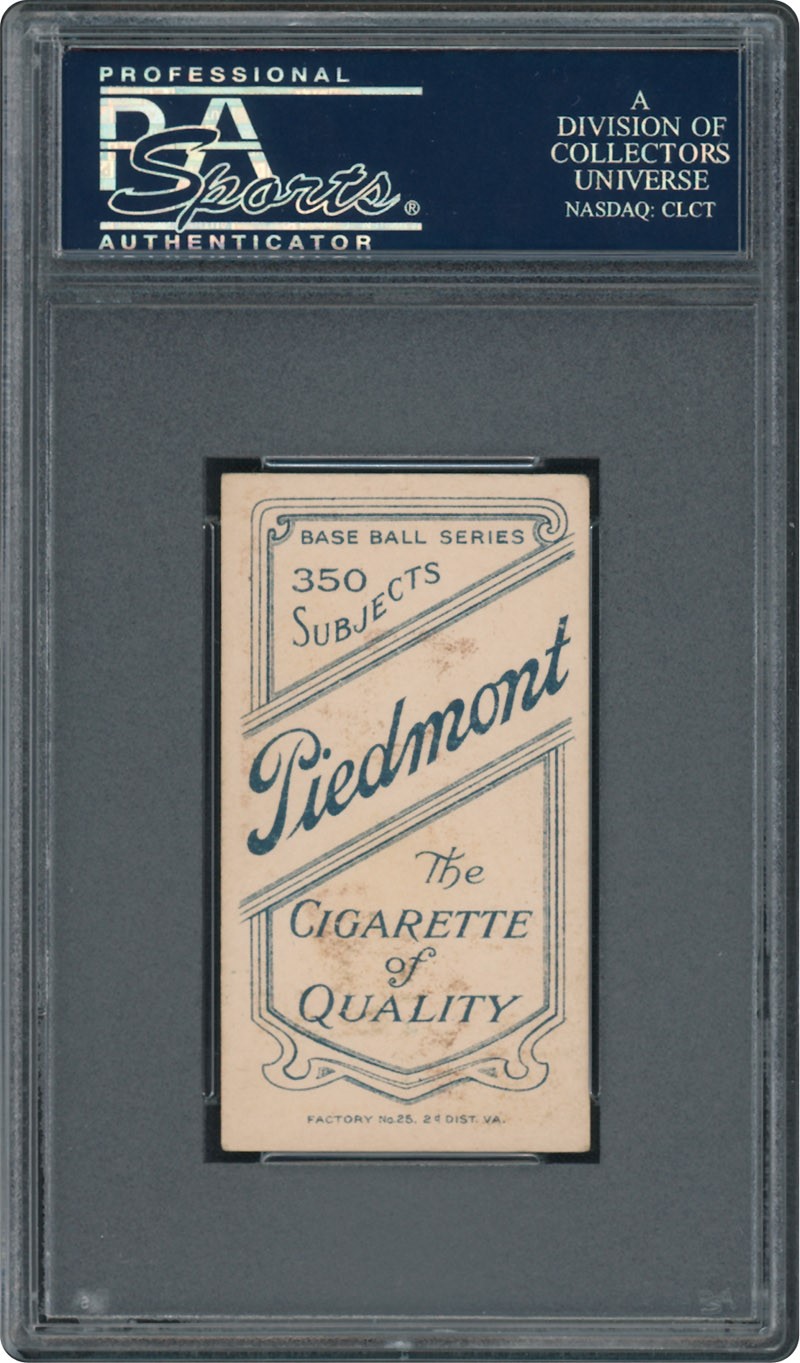 PROFESSIONAL
PSA
Sports®
AUTHENTICATOR
A
DIVISION OF
COLLECTORS
UNIVERSE
NASDAQ: CLCT
BASE BALL SERIES
350
SUBJECTS
Piedmont
The
CIGARETTE
of
QUALITY
FACTORY No. 25. 2d DIST. VA.